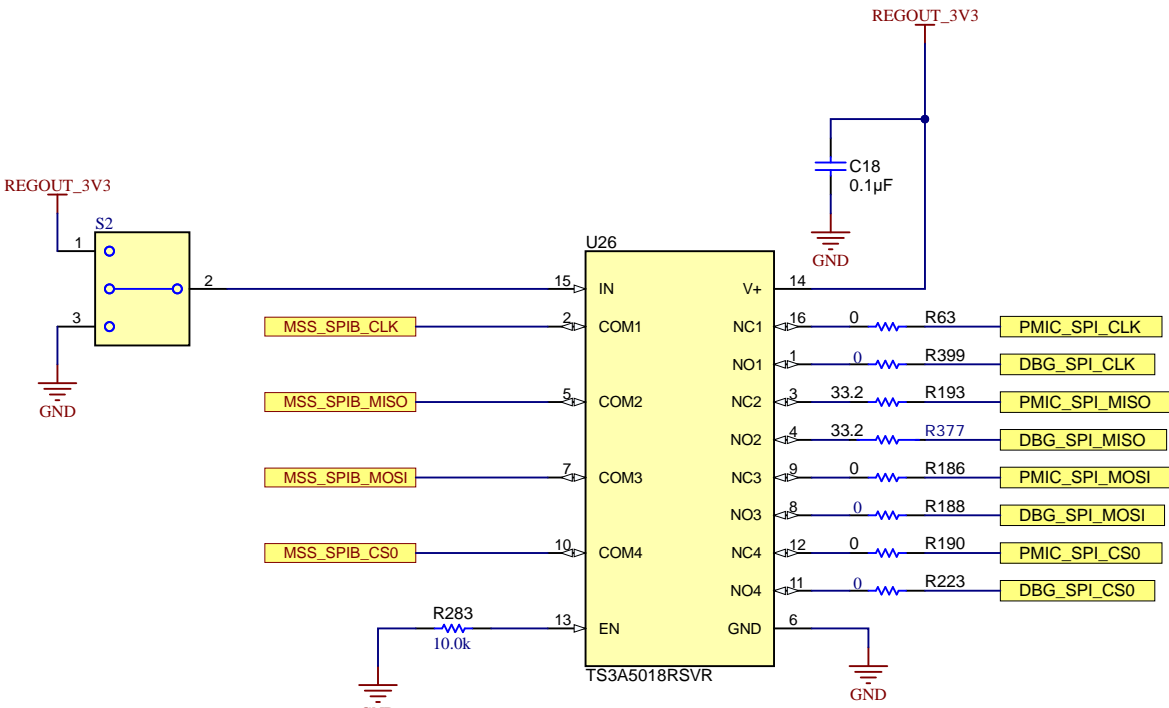 REGOUT_3V3
C18
0.1µF
GND
REGOUT_3V3
S2
1
2
3
GND
U26
15 IN V+ 14
MSS_SPIB_CLK 2 COM1 NC1 16 0 R63 PMIC_SPI_CLK
NO1 1 0 R399 DBG_SPI_CLK
MSS_SPIB_MISO 5 COM2 NC2 3 33.2 R193 PMIC_SPI_MISO
NO2 4 33.2 R377 DBG_SPI_MISO
MSS_SPIB_MOSI 7 COM3 NC3 9 0 R186 PMIC_SPI_MOSI
NO3 8 0 R188 DBG_SPI_MOSI
MSS_SPIB_CS0 10 COM4 NC4 12 0 R190 PMIC_SPI_CS0
NO4 11 0 R223 DBG_SPI_CS0
R283 13 EN GND 6
10.0k
TS3A5018RSVR
GND